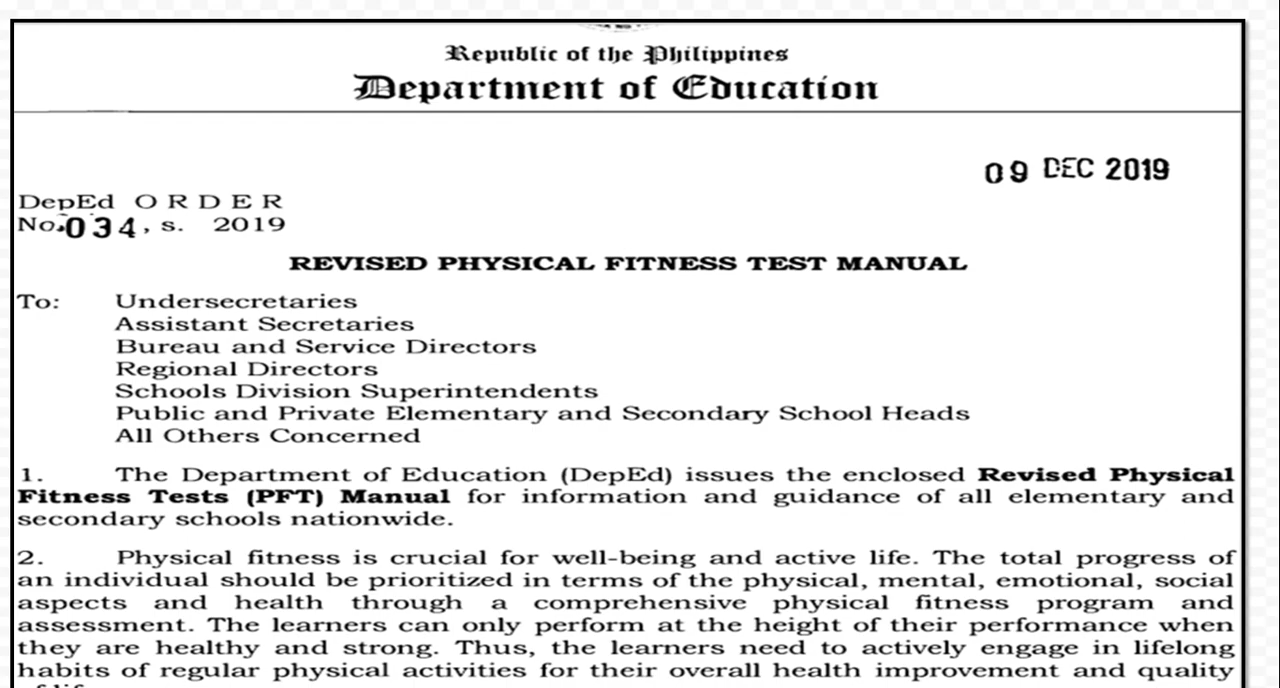 Republic of the Philippines
Department of Education
09 DEC 2019
DepEd ORDER
No. 034, s. 2019
REVISED PHYSICAL FITNESS TEST MANUAL
To: Undersecretaries
Assistant Secretaries
Bureau and Service Directors
Regional Directors
Schools Division Superintendents
Public and Private Elementary and Secondary School Heads
All Others Concerned
1. The Department of Education (DepEd) issues the enclosed Revised Physical
Fitness Tests (PFT) Manual for information and guidance of all elementary and
secondary schools nationwide.
2. Physical fitness is crucial for well-being and active life. The total progress of
an individual should be prioritized in terms of the physical, mental, emotional, social
aspects and health through a comprehensive physical fitness program and
assessment. The learners can only perform at the height of their performance when
they are healthy and strong. Thus, the learners need to actively engage in lifelong
habits of regular physical activities for their overall health improvement and quality